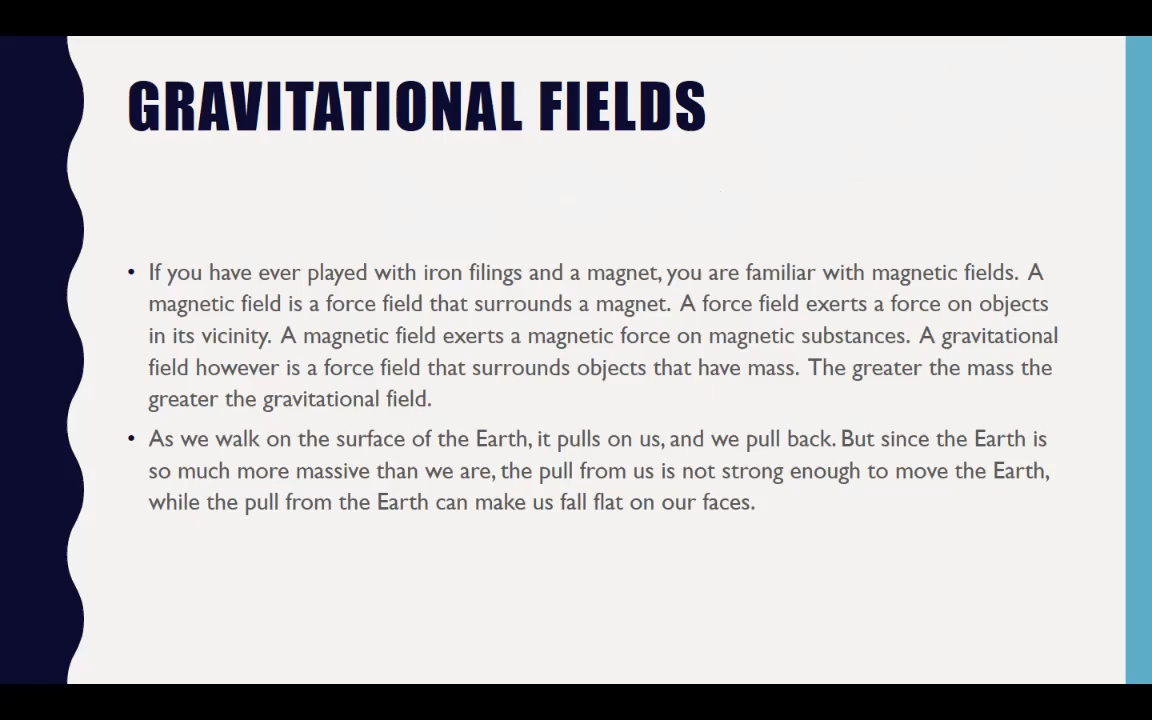 GRAVITATIONAL FIELDS
• If you have ever played with iron filings and a magnet, you are familiar with magnetic fields. A
magnetic field is a force field that surrounds a magnet. A force field exerts a force on objects
in its vicinity. A magnetic field exerts a magnetic force on magnetic substances. A gravitational
field however is a force field that surrounds objects that have mass. The greater the mass the
greater the gravitational field.
• As we walk on the surface of the Earth, it pulls on us, and we pull back. But since the Earth is
so much more massive than we are, the pull from us is not strong enough to move the Earth,
while the pull from the Earth can make us fall flat on our faces.